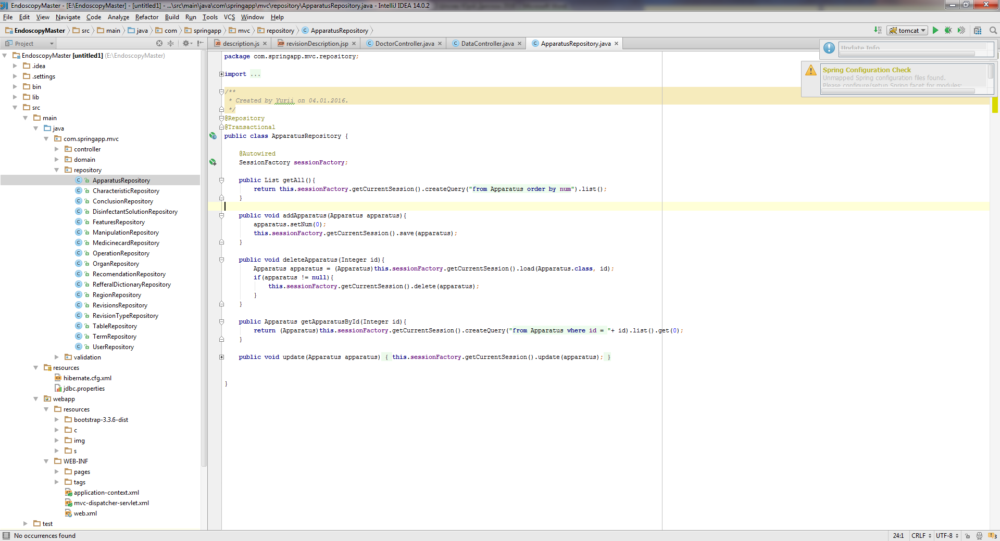 EndoscopyMaster - [E:\EndoscopyMaster] - [untitled1] - ...\src\main\java\com\springapp\mvc\repository\ApparatusRepository.java - IntelliJ IDEA 14.0.2
File Edit View Navigate Code Analyze Refactor Build Run Tools VCS Window Help
EndoscopyMaster src main java com springapp mvc repository ApparatusRepository
tomcat
Project
description.js revisionDescription.jsp DoctorController.java DataController.java ApparatusRepository.java
EndoscopyMaster [untitled1] (E:\EndoscopyMaster)
.idea
.settings
bin
lib
src
main
java
com.springapp.mvc
controller
domain
repository
ApparatusRepository
CharacteristicRepository
ConclusionRepository
DisinfectantSolutionRepository
FeaturesRepository
ManipulationRepository
MedicinecardRepository
OperationRepository
OrganRepository
RecomendationRepository
RefferalDictionaryRepository
RegionRepository
RevisionsRepository
RevisionTypeRepository
TableRepository
TermRepository
UserRepository
validation
resources
hibernate.cfg.xml
jdbc.properties
webapp
resources
bootstrap-3.3.6-dist
c
img
s
WEB-INF
pages
tags
application-context.xml
mvc-dispatcher-servlet.xml
web.xml
test
package com.springapp.mvc.repository;
import ...
/**
* Created by Yurii on 04.01.2016.
*/
@Repository
@Transactional
public class ApparatusRepository {
@Autowired
SessionFactory sessionFactory;
public List getAll(){
return this.sessionFactory.getCurrentSession().createQuery("from Apparatus order by num").list();
}
public void addApparatus(Apparatus apparatus){
apparatus.setNum(0);
this.sessionFactory.getCurrentSession().save(apparatus);
}
public void deleteApparatus(Integer id){
Apparatus apparatus = (Apparatus)this.sessionFactory.getCurrentSession().load(Apparatus.class, id);
if(apparatus != null){
this.sessionFactory.getCurrentSession().delete(apparatus);
}
}
public Apparatus getApparatusById(Integer id){
return (Apparatus)this.sessionFactory.getCurrentSession().createQuery("from Apparatus where id = "+ id).list().get(0);
}
public void update(Apparatus apparatus) { this.sessionFactory.getCurrentSession().update(apparatus); }
}
Update Info
Spring Configuration Check
Unmapped Spring configuration files found.
Please configure/setup Spring facet for modules:
No occurrences found
24:1 CRLF UTF-8 3